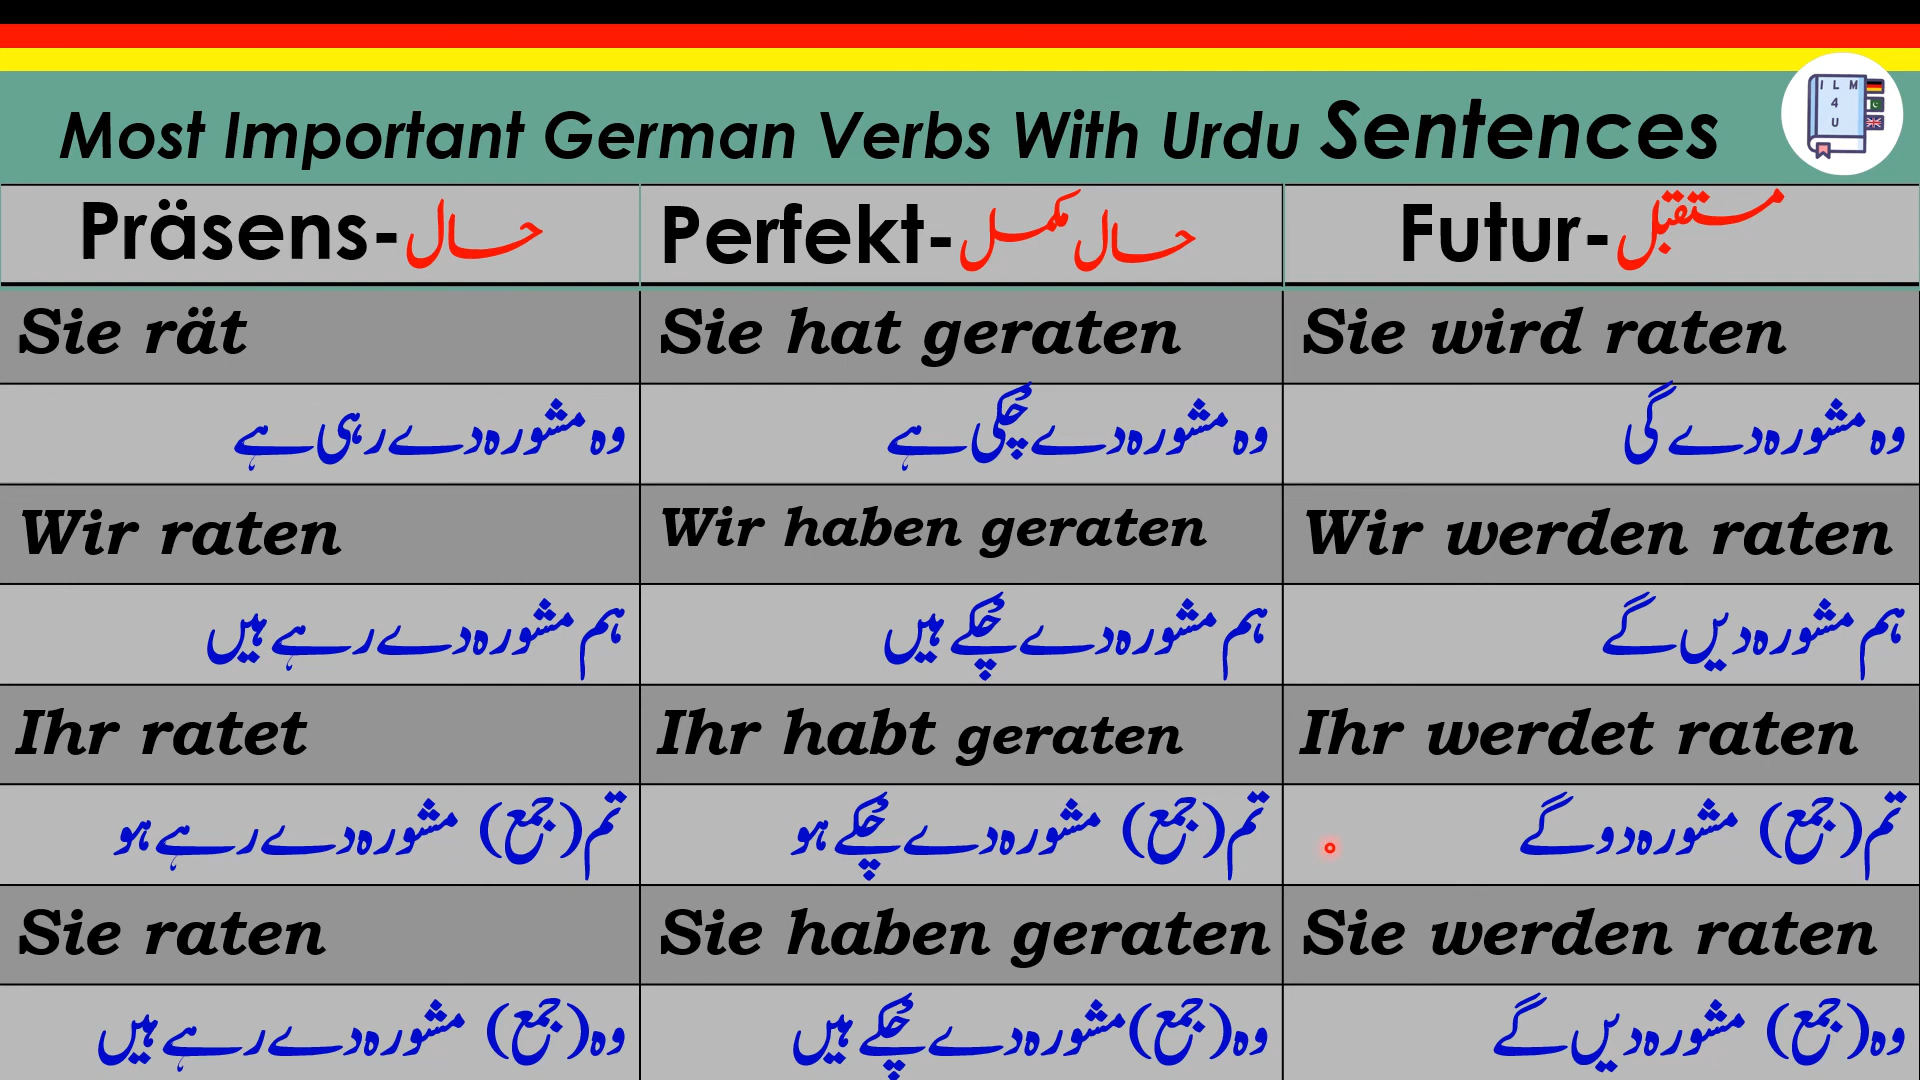 Most Important German Verbs With Urdu Sentences
I L M
4
U
Präsens-حال Perfekt-حال مکمل Futur-مستقبل
Sie rät Sie hat geraten Sie wird raten
وہ مشورہ دے رہی ہے وہ مشورہ دے چُکی ہے وہ مشورہ دے گی
Wir raten Wir haben geraten Wir werden raten
ہم مشورہ دے رہے ہیں ہم مشورہ دے چُکے ہیں ہم مشورہ دیں گے
Ihr ratet Ihr habt geraten Ihr werdet raten
تم(جمع) مشورہ دے رہے ہو تم(جمع) مشورہ دے چُکے ہو تم(جمع) مشورہ دو گے
Sie raten Sie haben geraten Sie werden raten
وہ(جمع) مشورہ دے رہے ہیں وہ(جمع)مشورہ دے چُکے ہیں وہ(جمع) مشورہ دیں گے